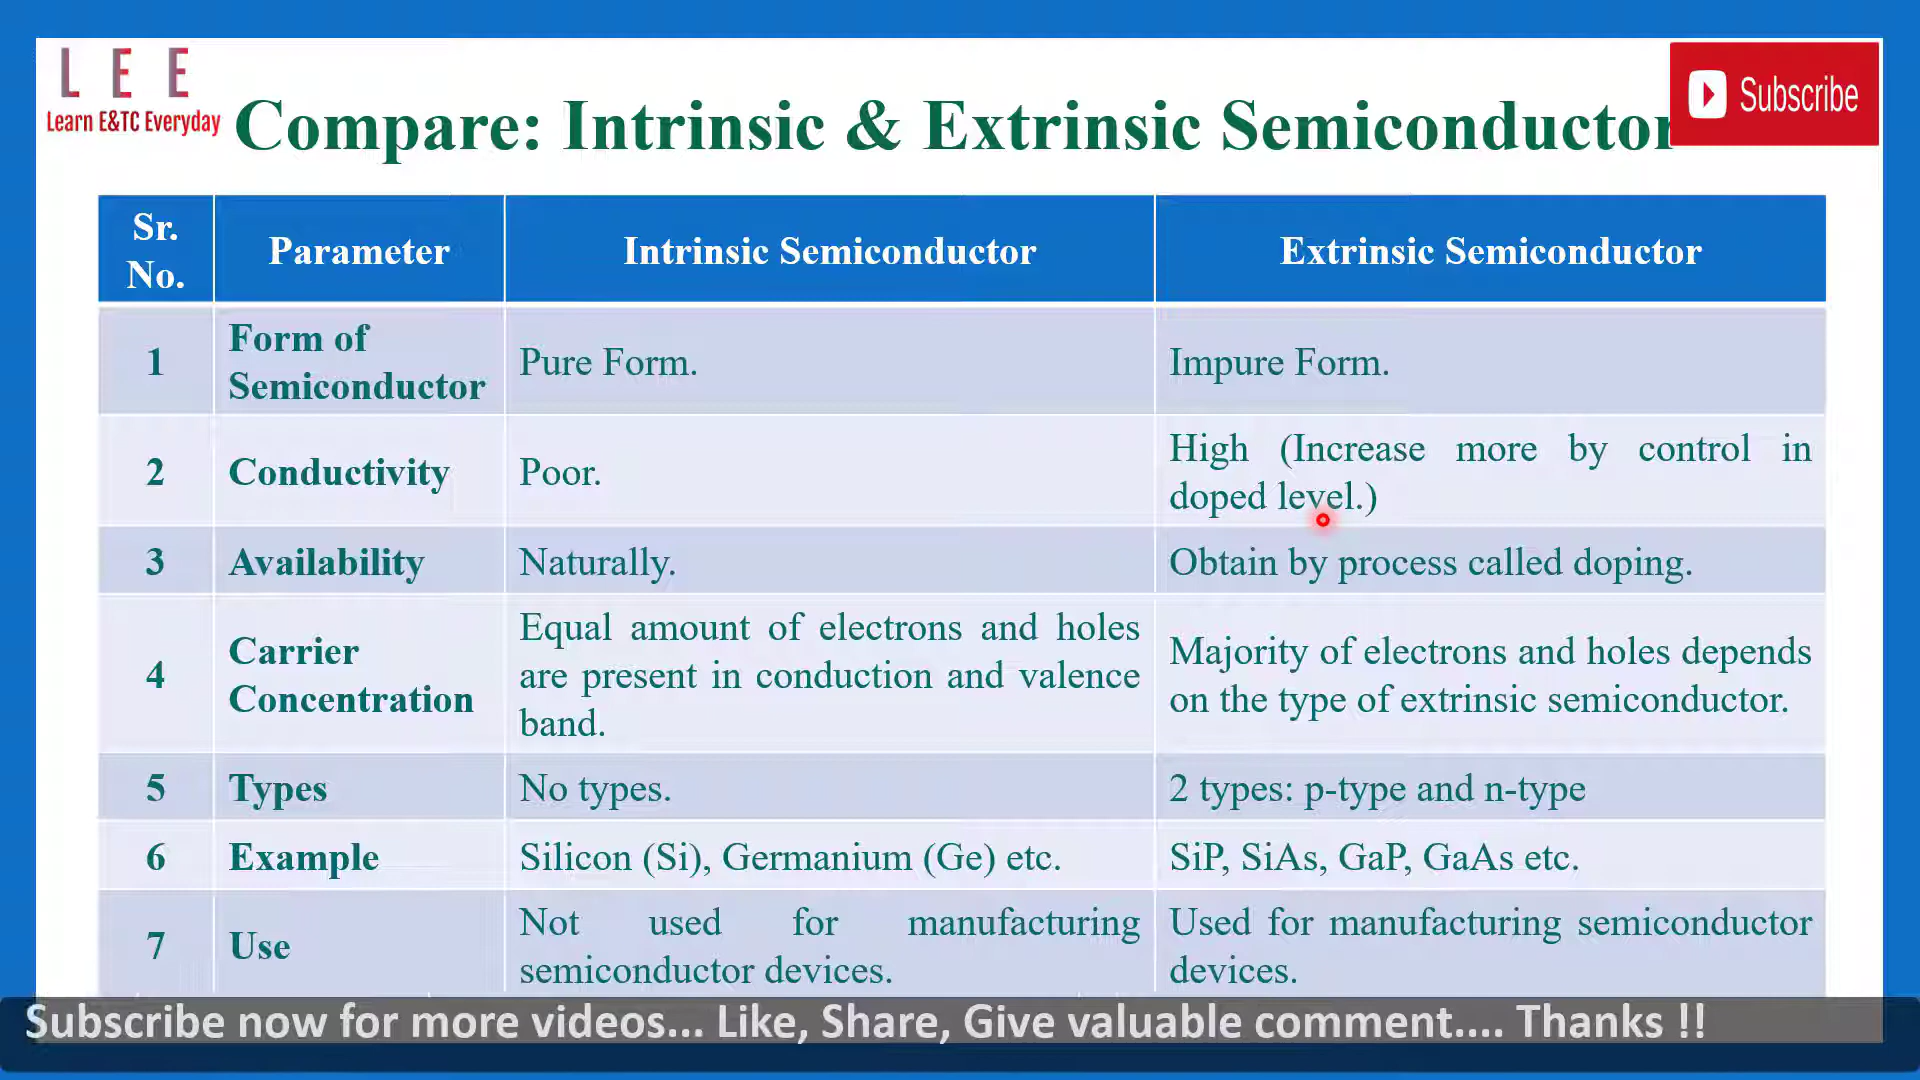 L E E
Learn E&TC Everyday
Compare: Intrinsic & Extrinsic Semiconductor
Subscribe
Sr. No.
Parameter
Intrinsic Semiconductor
Extrinsic Semiconductor
1
Form of
Semiconductor
Pure Form.
Impure Form.
2
Conductivity
Poor.
High (Increase more by control in
doped level.)
3
Availability
Naturally.
Obtain by process called doping.
4
Carrier
Concentration
Equal amount of electrons and holes
are present in conduction and valence
band.
Majority of electrons and holes depends
on the type of extrinsic semiconductor.
5
Types
No types.
2 types: p-type and n-type
6
Example
Silicon (Si), Germanium (Ge) etc.
SiP, SiAs, GaP, GaAs etc.
7
Use
Not used for manufacturing
semiconductor devices.
Used for manufacturing semiconductor
devices.
Subscribe now for more videos... Like, Share, Give valuable comment.... Thanks !!